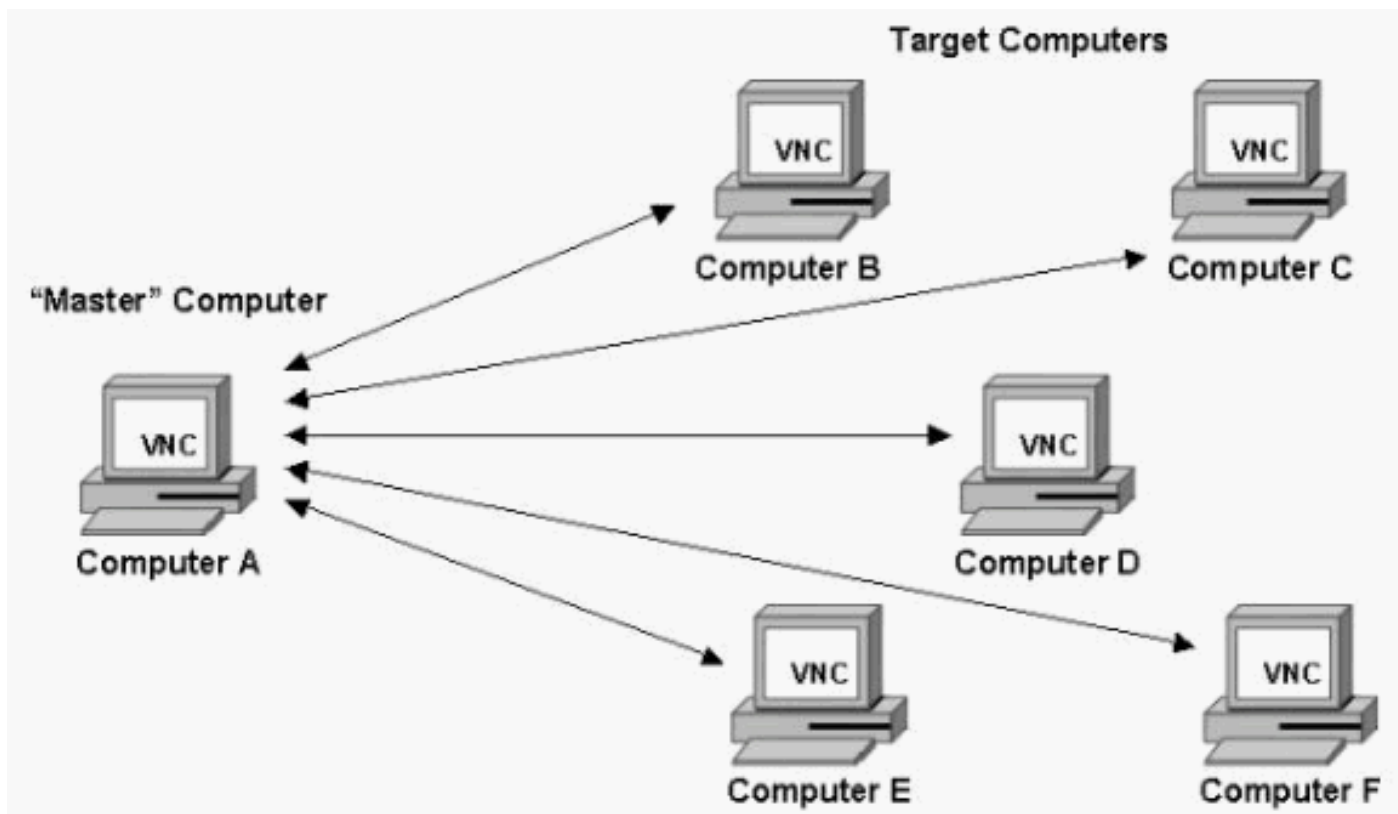 Target Computers
VNC
VNC
Computer B
Computer C
“Master” Computer
VNC
VNC
Computer A
Computer D
VNC
VNC
Computer E
Computer F